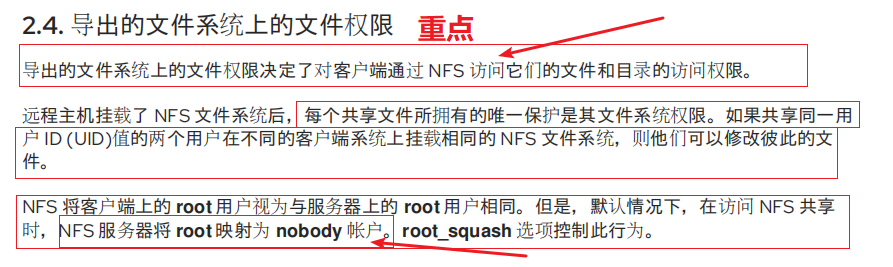 2.4. 导出的文件系统上的文件权限 重点
导出的文件系统上的文件权限决定了对客户端通过 NFS 访问它们的文件和目录的访问权限。
远程主机挂载了 NFS 文件系统后，每个共享文件所拥有的唯一保护是其文件系统权限。如果共享同一用
户 ID (UID)值的两个用户在不同的客户端系统上挂载相同的 NFS 文件系统，则他们可以修改彼此的文
件。
NFS 将客户端上的 root 用户视为与服务器上的 root 用户相同。但是，默认情况下，在访问 NFS 共享
时，NFS 服务器将 root 映射为 nobody 帐户。root_squash 选项控制此行为。